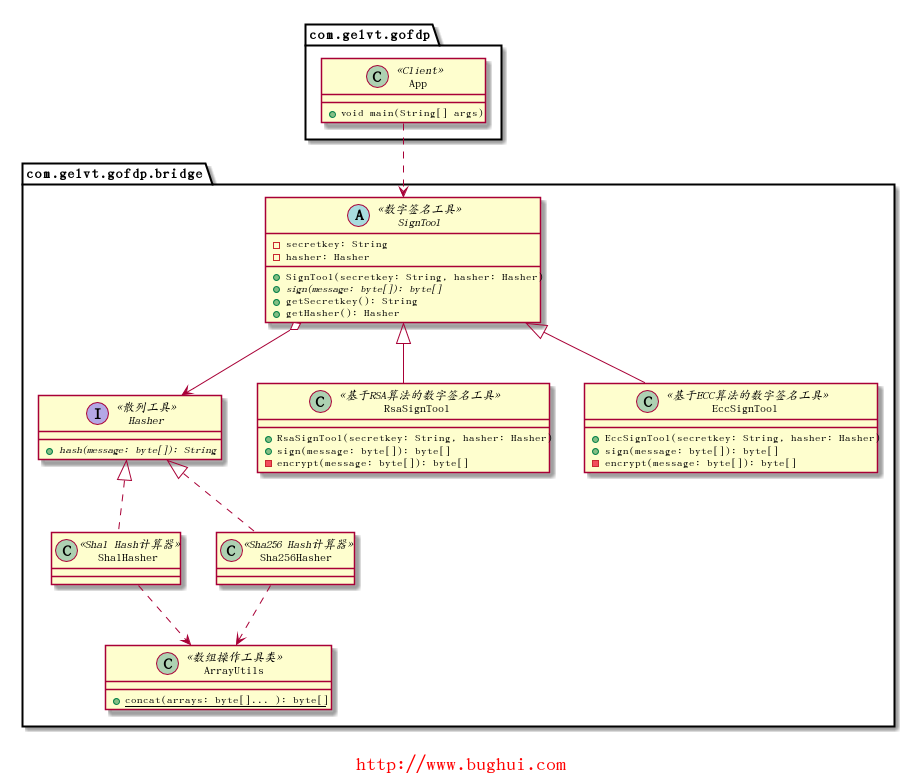 com.gelvt.gofdp
C
«Client»
App
void main(String[] args)
com.gelvt.gofdp.bridge
A
«数字签名工具»
SignTool
secretkey: String
hasher: Hasher
SignTool(secretkey: String, hasher: Hasher)
sign(message: byte[]): byte[]
getSecretkey(): String
getHasher(): Hasher
I
«散列工具»
Hasher
hash(message: byte[]): String
C
«基于RSA算法的数字签名工具»
RsaSignTool
RsaSignTool(secretkey: String, hasher: Hasher)
sign(message: byte[]): byte[]
encrypt(message: byte[]): byte[]
C
«基于ECC算法的数字签名工具»
EccSignTool
EccSignTool(secretkey: String, hasher: Hasher)
sign(message: byte[]): byte[]
encrypt(message: byte[]): byte[]
C
«Sha1 Hash计算器»
Sha1Hasher
C
«Sha256 Hash计算器»
Sha256Hasher
C
«数组操作工具类»
ArrayUtils
concat(arrays: byte[]... ): byte[]
http://www.bughui.com